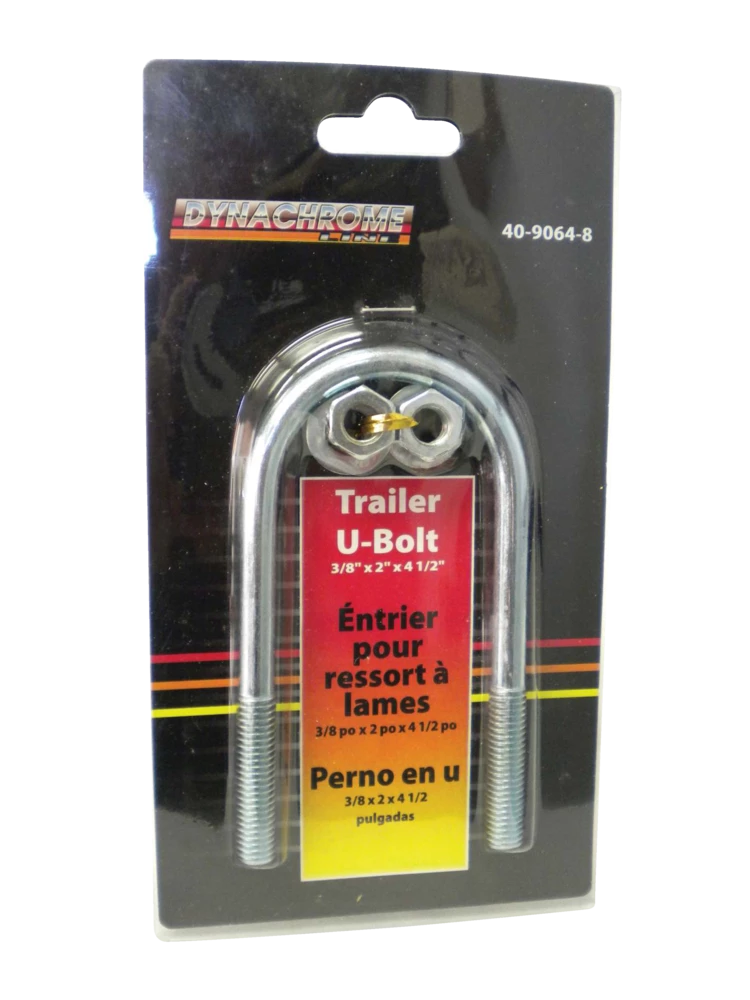 DYNACHROME
LINE
40-9064-8
Trailer
U-Bolt
3/8" x 2" x 4 1/2"
Éntrier
pour
ressort à
lames
3/8 po x 2 po x 4 1/2 po
Perno en u
3/8 x 2 x 4 1/2
pulgadas